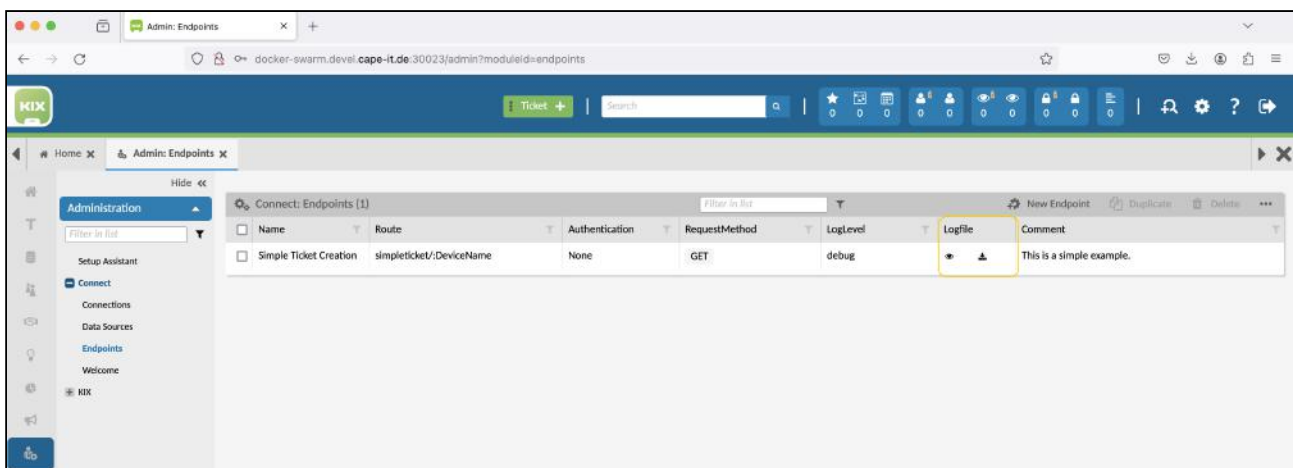 Admin: Endpoints
docker-swarm.devel.cape-it.de:30023/admin?moduleid=endpoints
KIX
Ticket
Search
0 0 0 0 0 0 0 0 0 0
?
Home
Admin: Endpoints
Hide
Administration
Filter in list
Setup Assistant
Connect
Connections
Data Sources
Endpoints
Welcome
KIX
Connect: Endpoints (1)
Filter in list
New Endpoint Duplicate Delete
Name Route Authentication RequestMethod LogLevel Logfile Comment
Simple Ticket Creation simpleticket/:DeviceName None GET debug This is a simple example.